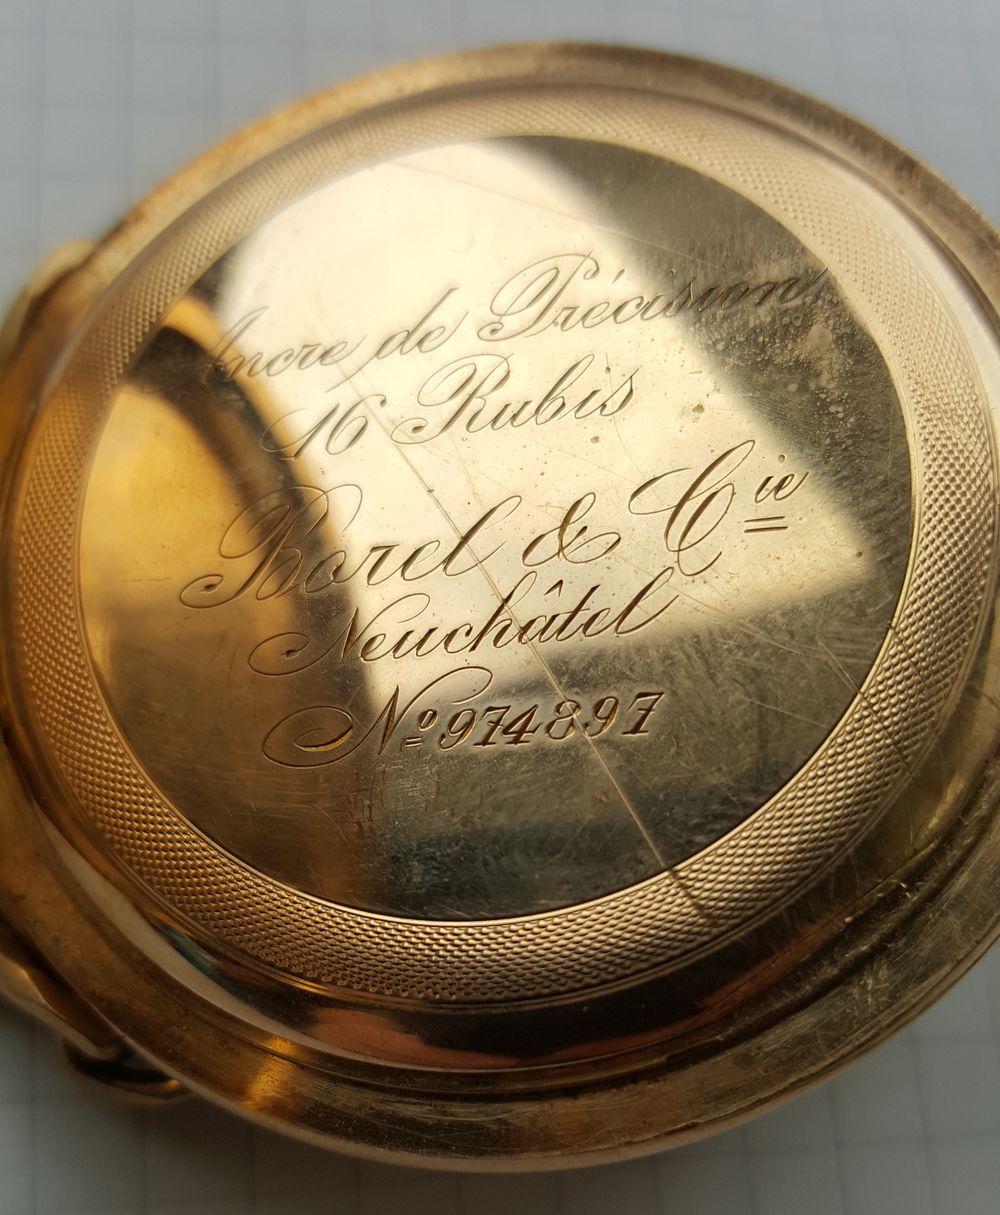 Ancre de Précision
16 Rubis
Borel & Cie
Neuchâtel
No 974897